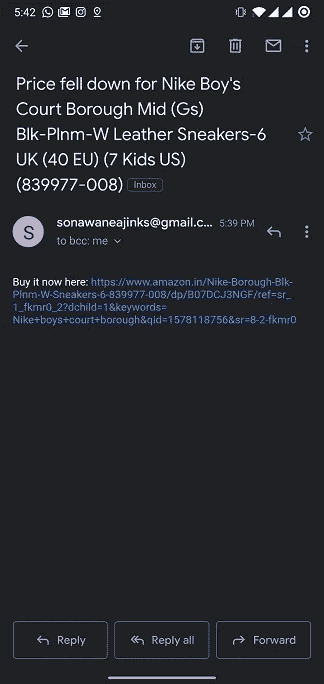 5:42
Price fell down for Nike Boy's
Court Borough Mid (Gs)
Blk-Plnm-W Leather Sneakers-6
UK (40 EU) (7 Kids US)
(839977-008) Inbox
S
sonawaneajinks@gmail.c... 5:39 PM
to bcc: me
Buy it now here: https://www.amazon.in/Nike-Borough-Blk-
Plnm-W-Sneakers-6-839977-008/dp/B07DCJ3NGF/ref=sr_
1_fkmr0_2?dchild=1&keywords=
Nike+boys+court+borough&qid=1578118756&sr=8-2-fkmr0
Reply
Reply all
Forward